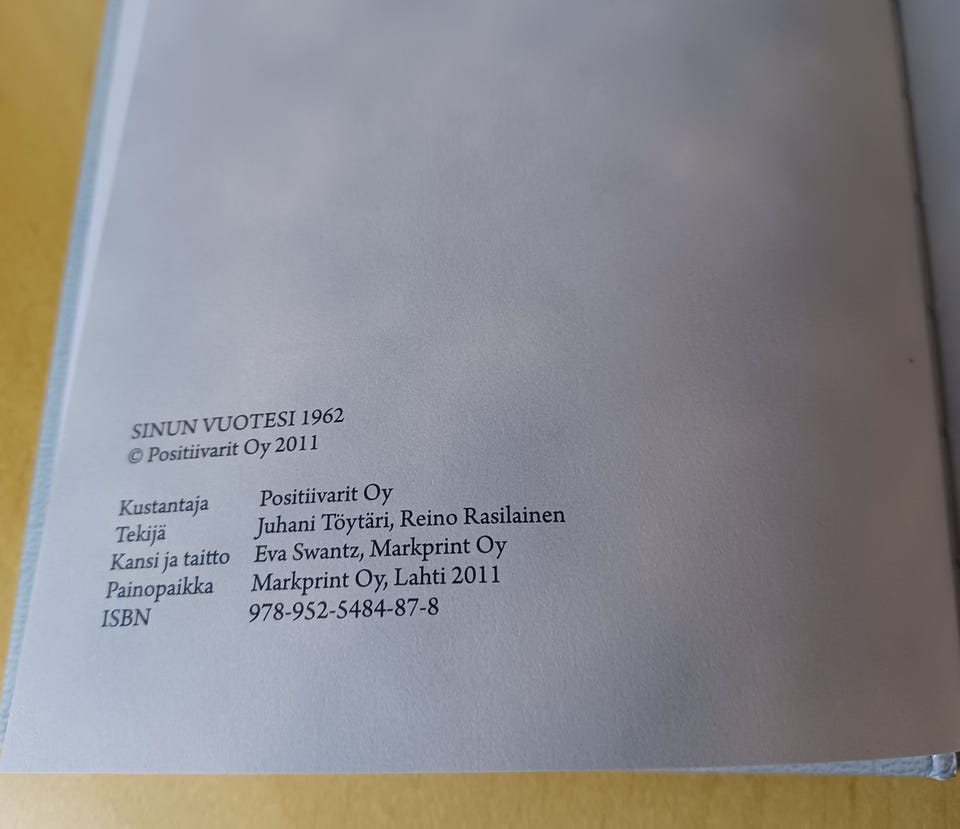 SINUN VUOTESI 1962
© Positiivarit Oy 2011
Kustantaja Positiivarit Oy
Tekijä Juhani Töytäri, Reino Rasilainen
Kansi ja taitto Eva Swantz, Markprint Oy
Painopaikka Markprint Oy, Lahti 2011
ISBN 978-952-5484-87-8